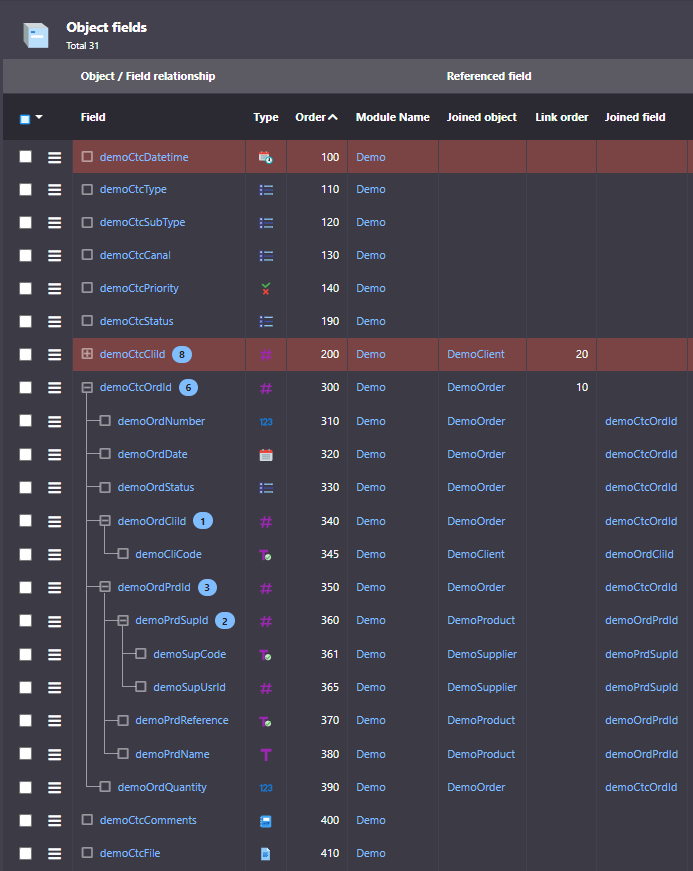 Object fields
Total 31
Object / Field relationship Referenced field
Field Type Order Module Name Joined object Link order Joined field
demoCtcDatetime 100 Demo
demoCtcType 110 Demo
demoCtcSubType 120 Demo
demoCtcCanal 130 Demo
demoCtcPriority 140 Demo
demoCtcStatus 190 Demo
demoCtcCliId 8 # 200 Demo DemoClient 20
demoCtcOrdId 6 # 300 Demo DemoOrder 10
demoOrdNumber 123 310 Demo DemoOrder demoCtcOrdId
demoOrdDate 320 Demo DemoOrder demoCtcOrdId
demoOrdStatus 330 Demo DemoOrder demoCtcOrdId
demoOrdCliId 1 # 340 Demo DemoOrder demoCtcOrdId
demoCliCode T 345 Demo DemoClient demoOrdCliId
demoOrdPrdId 3 # 350 Demo DemoOrder demoCtcOrdId
demoPrdSupId 2 # 360 Demo DemoProduct demoOrdPrdId
demoSupCode T 361 Demo DemoSupplier demoPrdSupId
demoSupUsrId # 365 Demo DemoSupplier demoPrdSupId
demoPrdReference T 370 Demo DemoProduct demoOrdPrdId
demoPrdName T 380 Demo DemoProduct demoOrdPrdId
demoOrdQuantity 123 390 Demo DemoOrder demoCtcOrdId
demoCtcComments 400 Demo
demoCtcFile 410 Demo